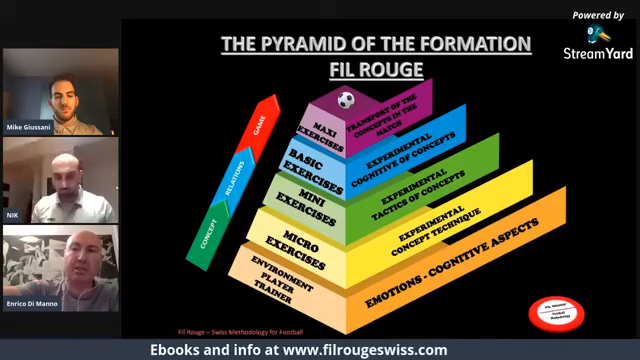 Powered by
StreamYard
THE PYRAMID OF THE FORMATION
FIL ROUGE
Mike Giussani
NIK
Enrico Di Manno
GAME
RELATIONS
CONCEPT
MAXI
EXERCISES
TRANSPORT OF THE
CONCEPTS IN THE
MATCH
BASIC
EXERCISES
EXPERIMENTAL
COGNITIVE OF CONCEPTS
MINI
EXERCISES
EXPERIMENTAL
TACTICS OF CONCEPTS
MICRO
EXERCISES
EXPERIMENTAL
CONCEPT TECHNIQUE
ENVIRONMENT
PLAYER
TRAINER
EMOTIONS - COGNITIVE ASPECTS
Fil Rouge – Swiss Methodology for Football
Ebooks and info at www.filrougeswiss.com